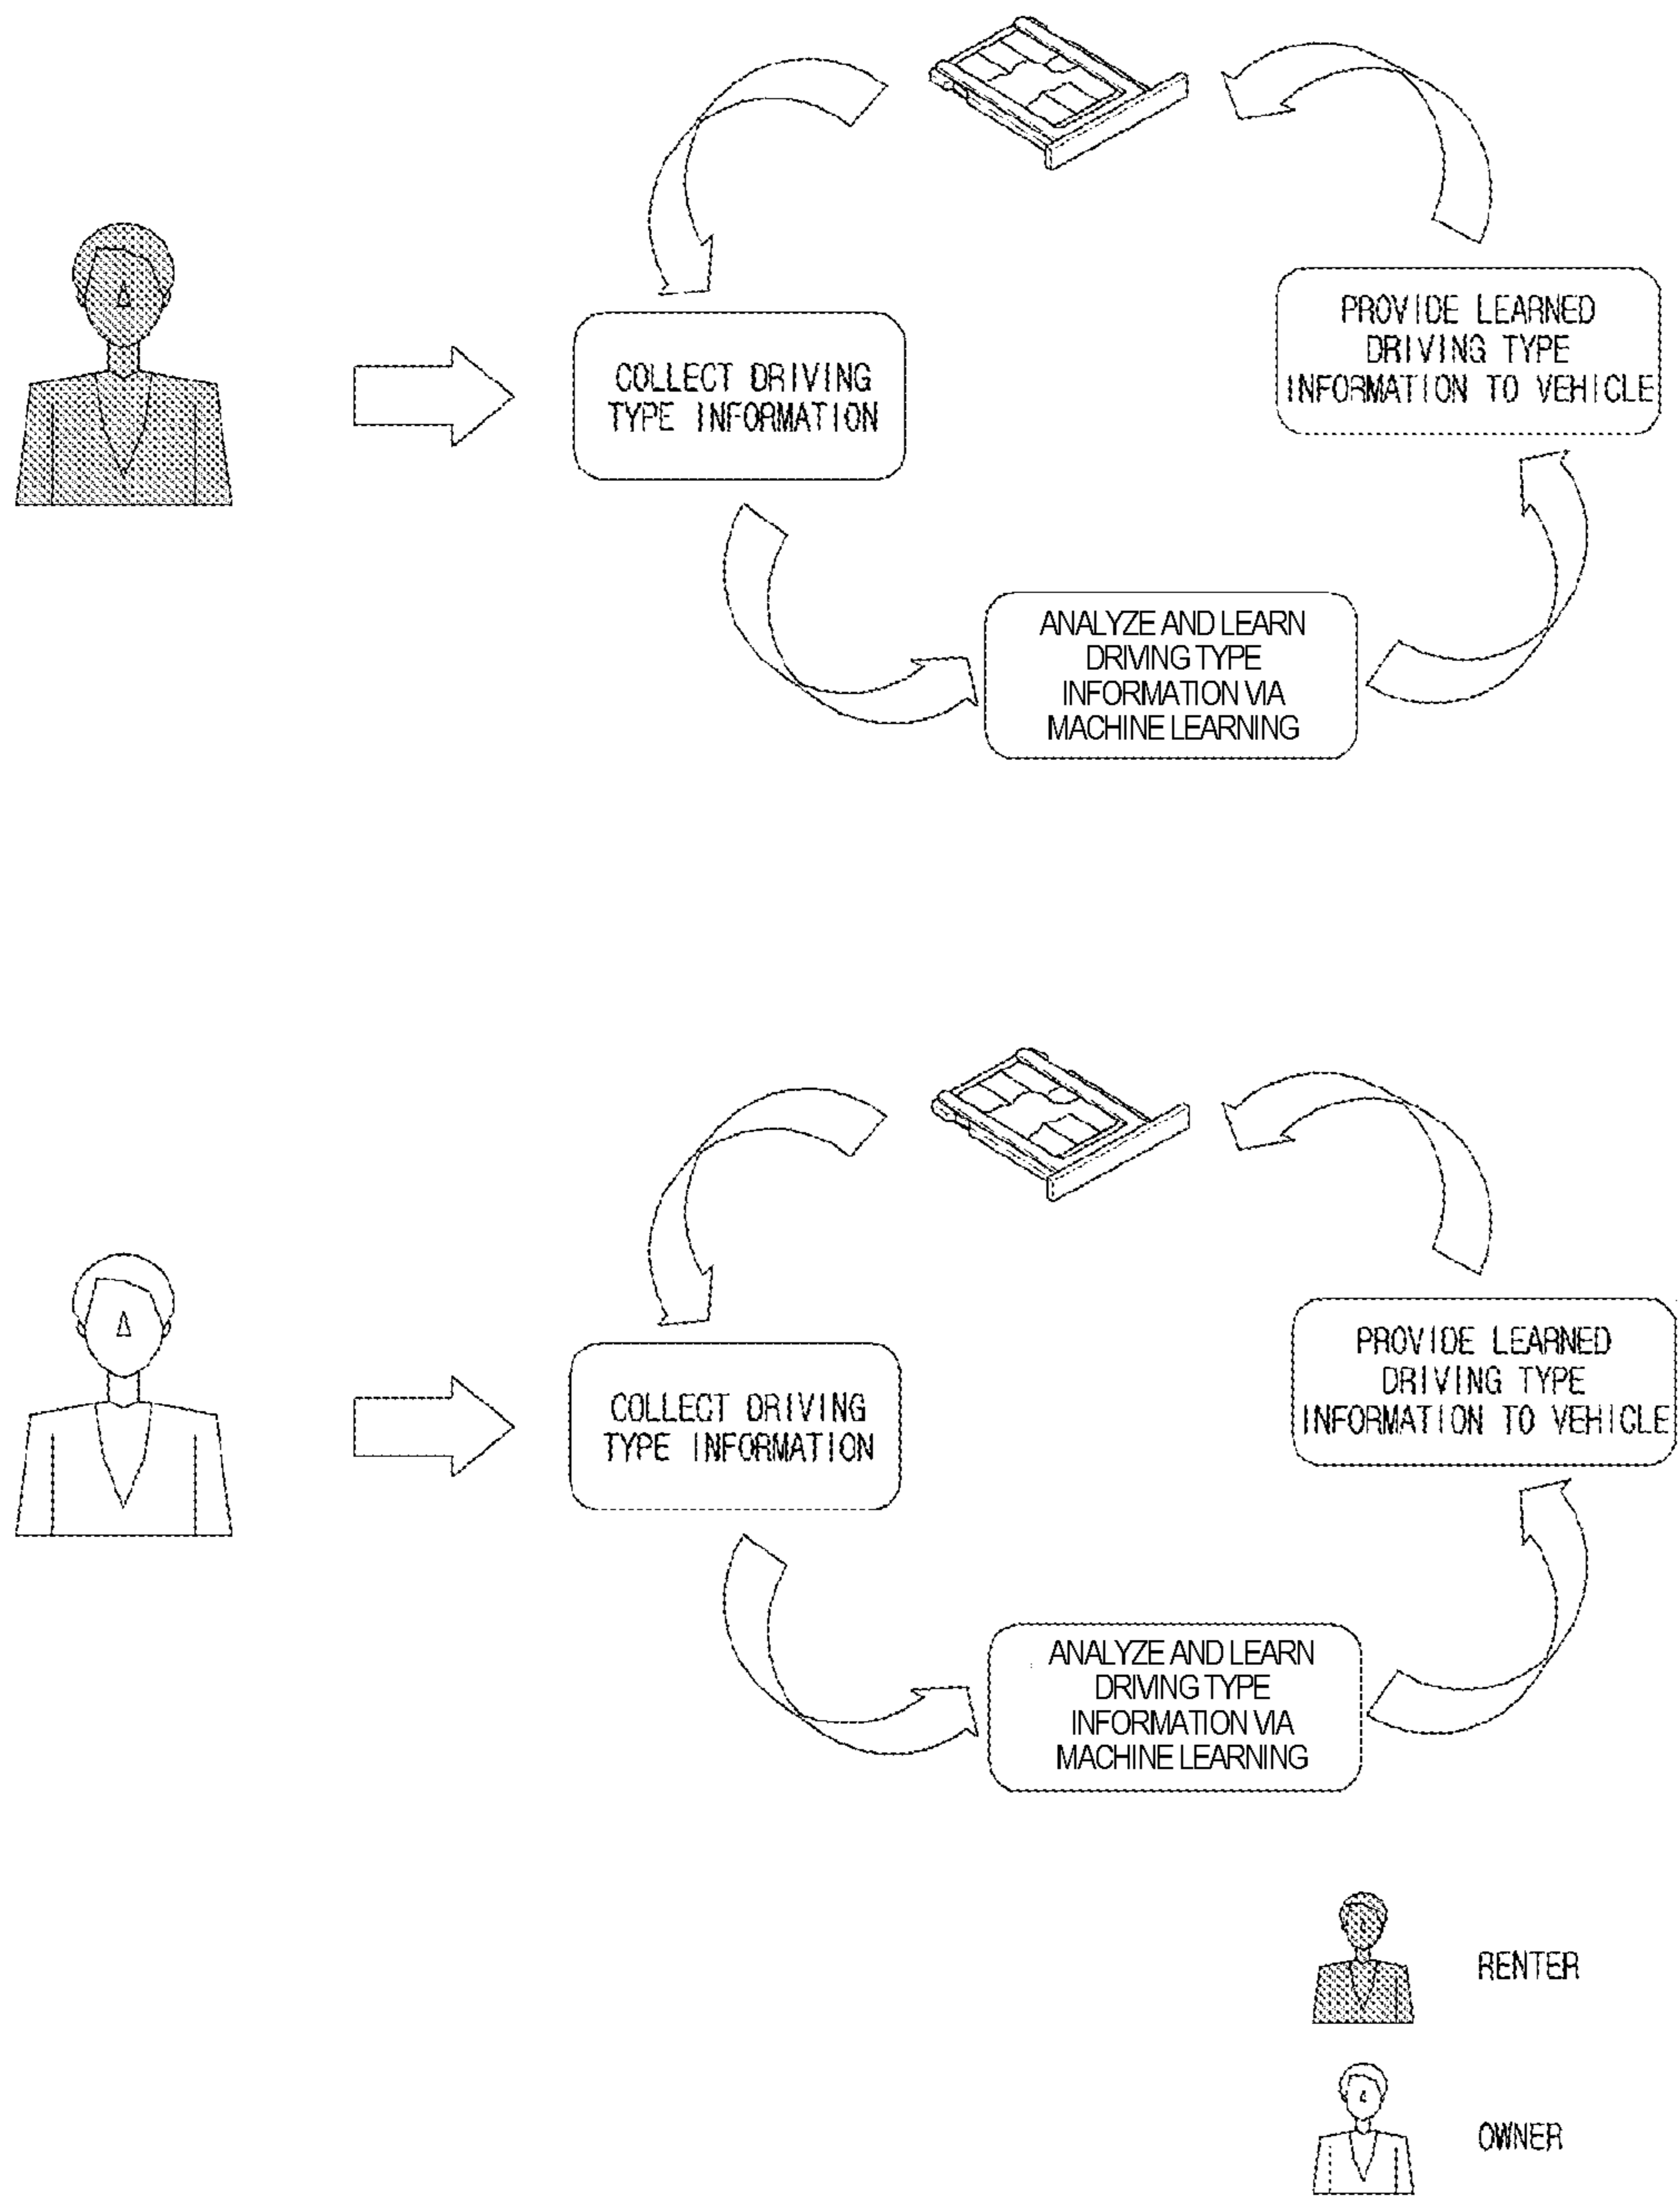 COLLECT DRIVING
TYPE INFORMATION
PROVIDE LEARNED
DRIVING TYPE
INFORMATION TO VEHICLE
ANALYZE AND LEARN
DRIVING TYPE
INFORMATION VIA
MACHINE LEARNING
COLLECT DRIVING
TYPE INFORMATION
PROVIDE LEARNED
DRIVING TYPE
INFORMATION TO VEHICLE
ANALYZE AND LEARN
DRIVING TYPE
INFORMATION VIA
MACHINE LEARNING
RENTER
OWNER